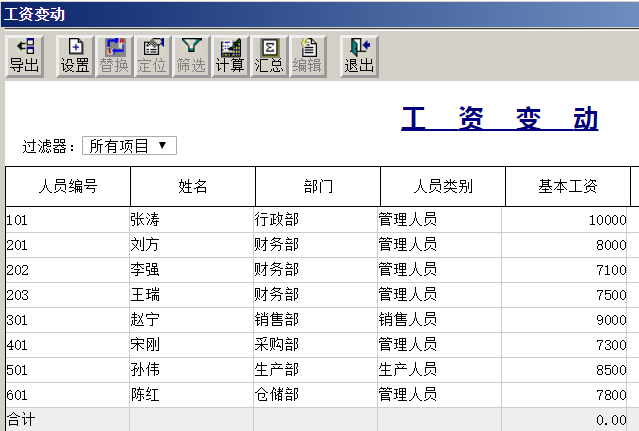 工资变动
导出 设置 替换 定位 筛选 计算 汇总 编辑 退出
工 资 变 动
过滤器: 所有项目 ▼
人员编号 姓名 部门 人员类别 基本工资
101 张涛 行政部 管理人员 10000
201 刘方 财务部 管理人员 8000
202 李强 财务部 管理人员 7100
203 王瑞 财务部 管理人员 7500
301 赵宁 销售部 销售人员 9000
401 宋刚 采购部 管理人员 7300
501 孙伟 生产部 生产人员 8500
601 陈红 仓储部 管理人员 7800
合计 0.00